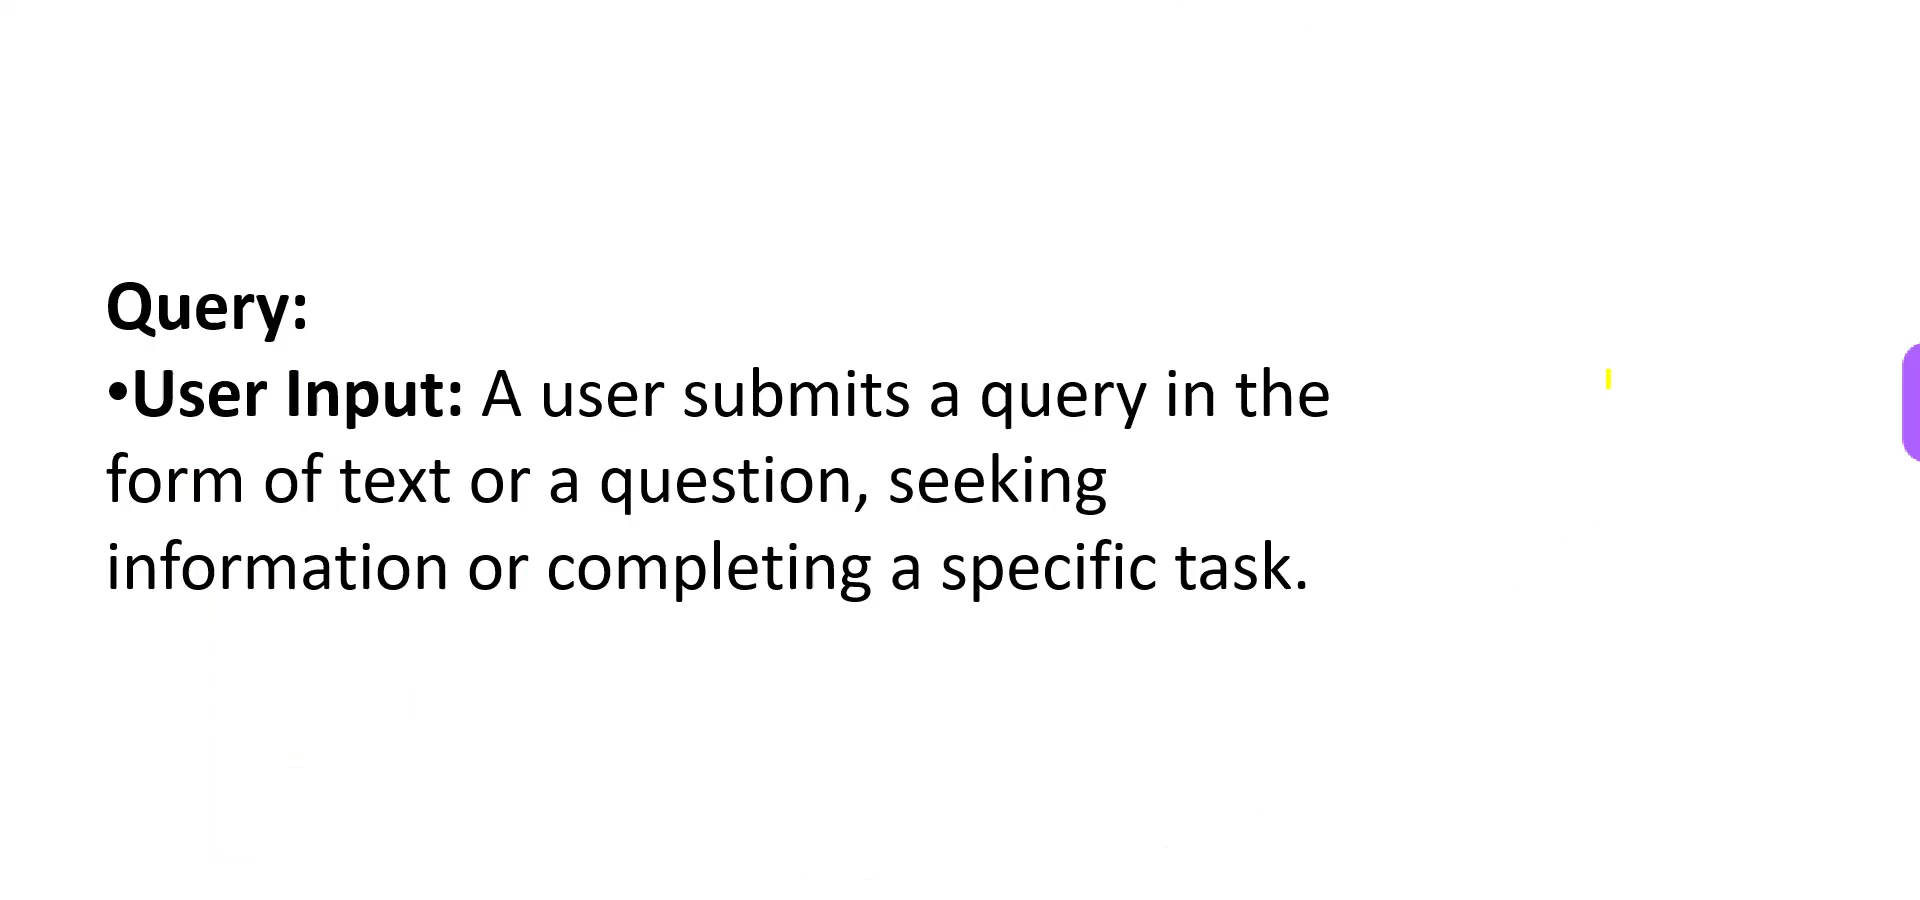 Query:
•User Input: A user submits a query in the
form of text or a question, seeking
information or completing a specific task.